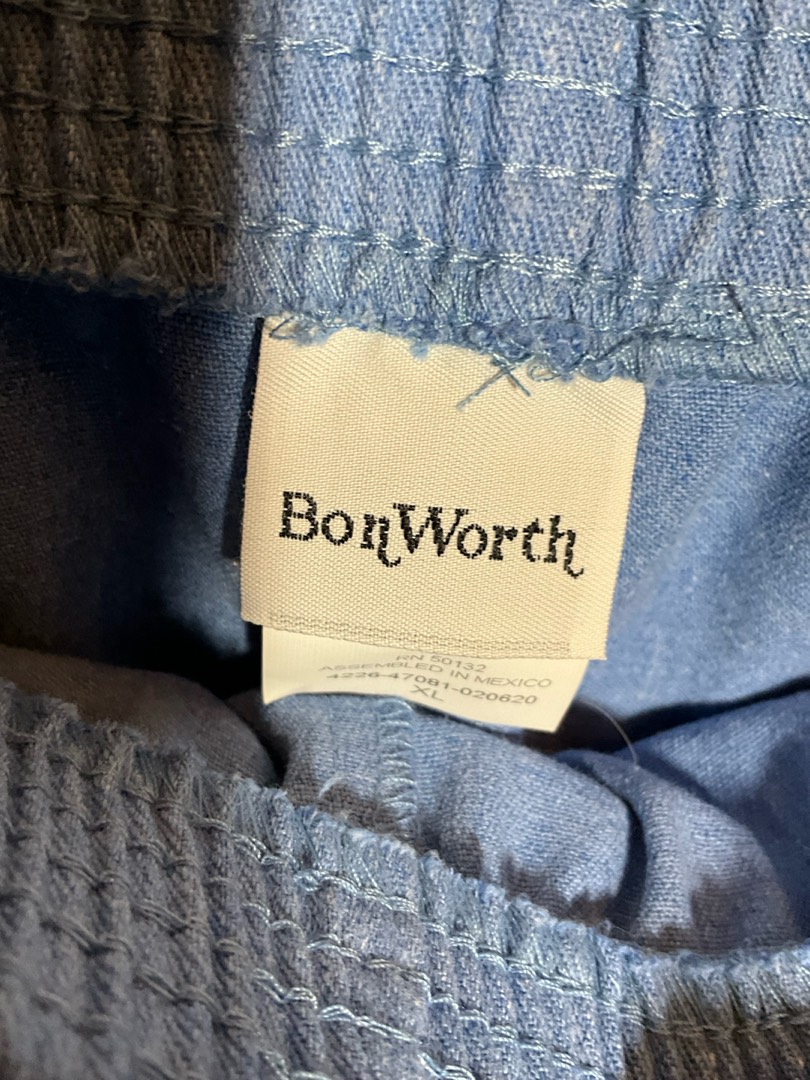 BonWorth
RN 50132
ASSEMBLED IN MEXICO
4226-47081-020620
XL